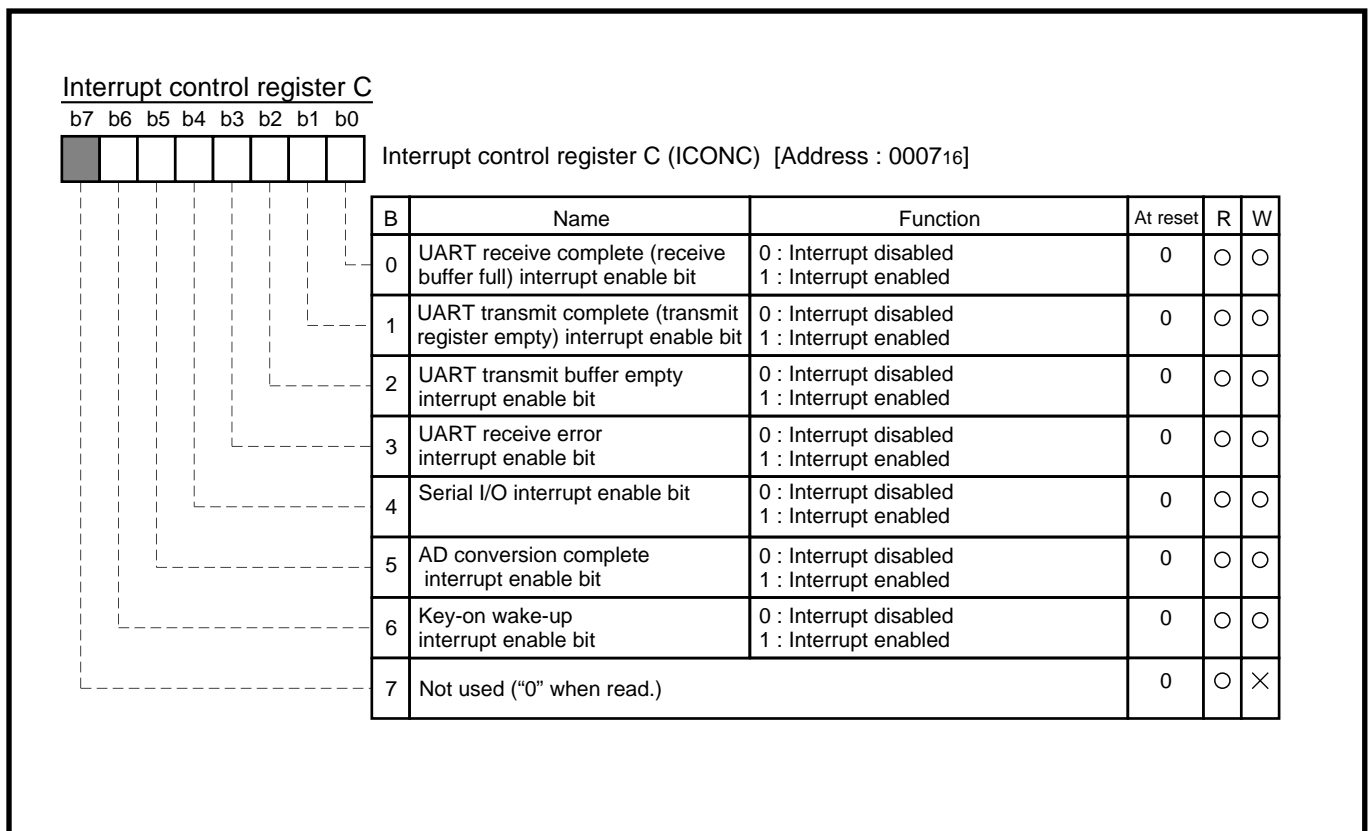 Interrupt control register C
b7 b6 b5 b4 b3 b2 b1 b0
Interrupt control register C (ICONC) [Address : 000716]
B Name Function At reset R W
0 UART receive complete (receive buffer full) interrupt enable bit 0 : Interrupt disabled 1 : Interrupt enabled 0 ○ ○
1 UART transmit complete (transmit register empty) interrupt enable bit 0 : Interrupt disabled 1 : Interrupt enabled 0 ○ ○
2 UART transmit buffer empty interrupt enable bit 0 : Interrupt disabled 1 : Interrupt enabled 0 ○ ○
3 UART receive error interrupt enable bit 0 : Interrupt disabled 1 : Interrupt enabled 0 ○ ○
4 Serial I/O interrupt enable bit 0 : Interrupt disabled 1 : Interrupt enabled 0 ○ ○
5 AD conversion complete interrupt enable bit 0 : Interrupt disabled 1 : Interrupt enabled 0 ○ ○
6 Key-on wake-up interrupt enable bit 0 : Interrupt disabled 1 : Interrupt enabled 0 ○ ○
7 Not used (“0” when read.) 0 ○ ×